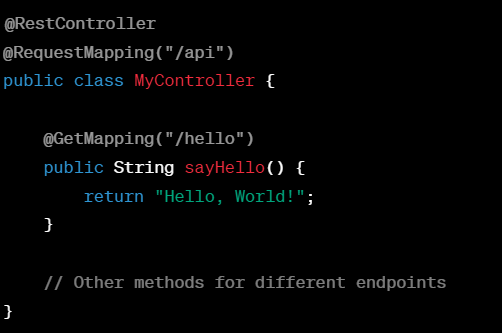 @RestController
@RequestMapping("/api")
public class MyController {
@GetMapping("/hello")
public String sayHello() {
return "Hello, World!";
}
// Other methods for different endpoints
}